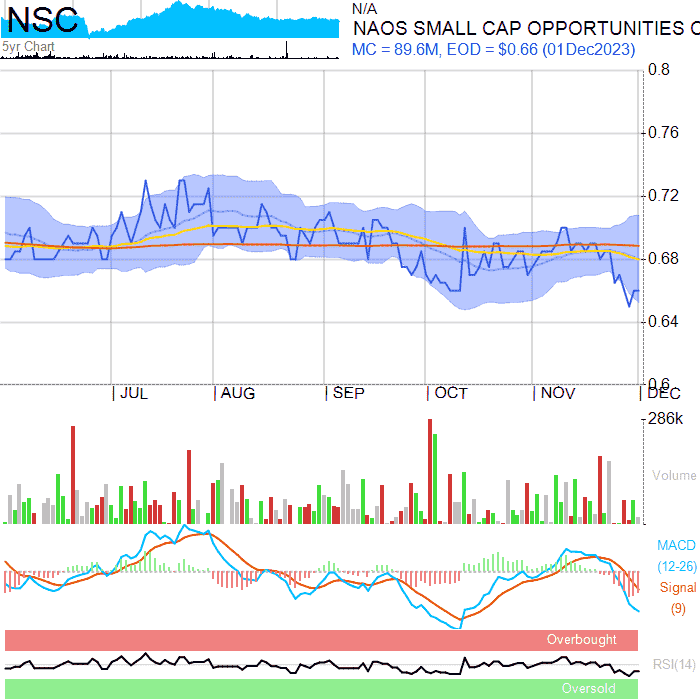 NSC
5yr Chart
N/A
NAOS SMALL CAP OPPORTUNITIES C
MC = 89.6M, EOD = $0.66 (01Dec2023)
0.8
0.76
0.72
0.68
0.64
0.6
JUL AUG SEP OCT NOV DEC
286k
Volume
MACD
(12-26)
Signal
(9)
Overbought
RSI(14)
Oversold